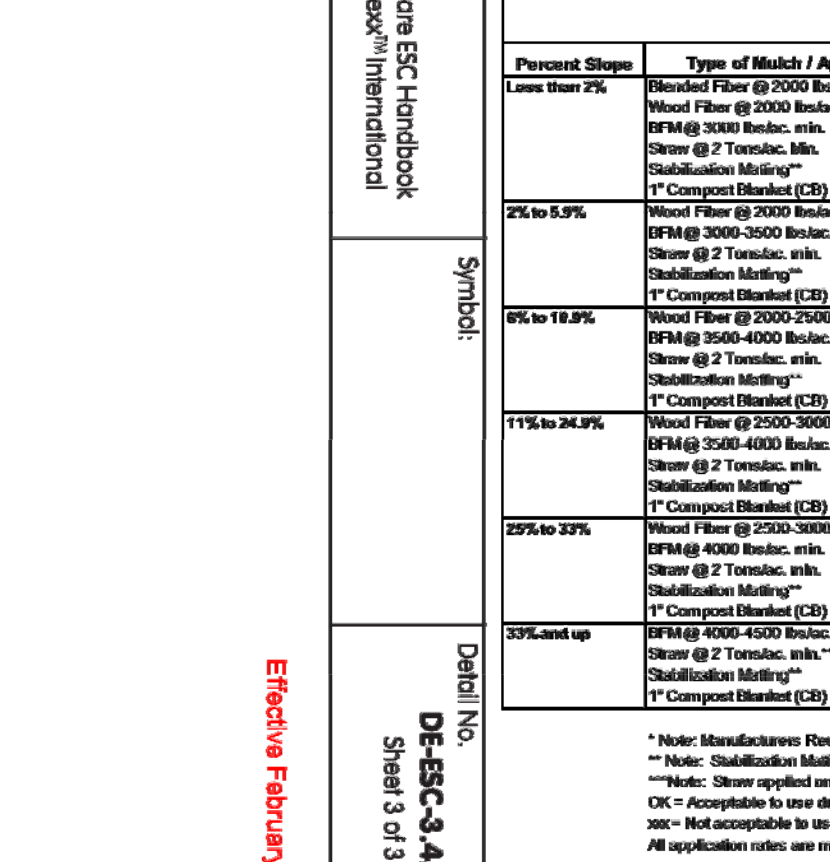 are ESC Handbook
exx™ International
Symbol:
Detail No.
DE-ESC-3.4.
Sheet 3 of 3
Effective February
Percent Slope
Type of Mulch / A
Less than 2%
Blended Fiber @ 2000 lbs
Wood Fiber @ 2000 lbs/a
BFM @ 3000 lbs/ac. min.
Straw @ 2 Tons/ac. Min.
Stabilization Matting**
1" Compost Blanket (CB)
2% to 5.9%
Wood Fiber @ 2000 lbs/a
BFM @ 3000-3500 lbs/ac.
Straw @ 2 Tons/ac. min.
Stabilization Matting**
1" Compost Blanket (CB)
6% to 10.9%
Wood Fiber @ 2000-2500
BFM @ 3500-4000 lbs/ac.
Straw @ 2 Tons/ac. min.
Stabilization Matting**
1" Compost Blanket (CB)
11% to 24.9%
Wood Fiber @ 2500-3000
BFM @ 3500-4000 lbs/ac.
Straw @ 2 Tons/ac. min.
Stabilization Matting**
1" Compost Blanket (CB)
25% to 33%
Wood Fiber @ 2500-3000
BFM @ 4000 lbs/ac. min.
Straw @ 2 Tons/ac. min.
Stabilization Matting**
1" Compost Blanket (CB)
33% and up
BFM @ 4000-4500 lbs/ac.
Straw @ 2 Tons/ac. min.**
Stabilization Matting**
1" Compost Blanket (CB)
* Note: Manufacturers Re
** Note: Stabilization Matt
***Note: Straw applied on
OK = Acceptable to use d
xxx = Not acceptable to us
All application rates are m